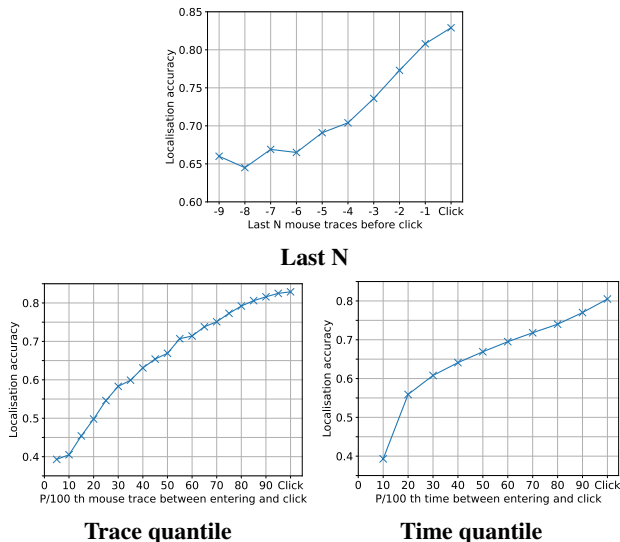 0.85
0.80
0.75
0.70
0.65
0.60
Localisation accuracy
-9 -8 -7 -6 -5 -4 -3 -2 -1 Click
Last N mouse traces before click
Last N
0.8
0.7
0.6
0.5
0.4
Localisation accuracy
0 10 20 30 40 50 60 70 80 90 Click
P/100 th mouse trace between entering and click
Trace quantile
0.8
0.7
0.6
0.5
0.4
Localisation accuracy
0 10 20 30 40 50 60 70 80 90 Click
P/100 th time between entering and click
Time quantile